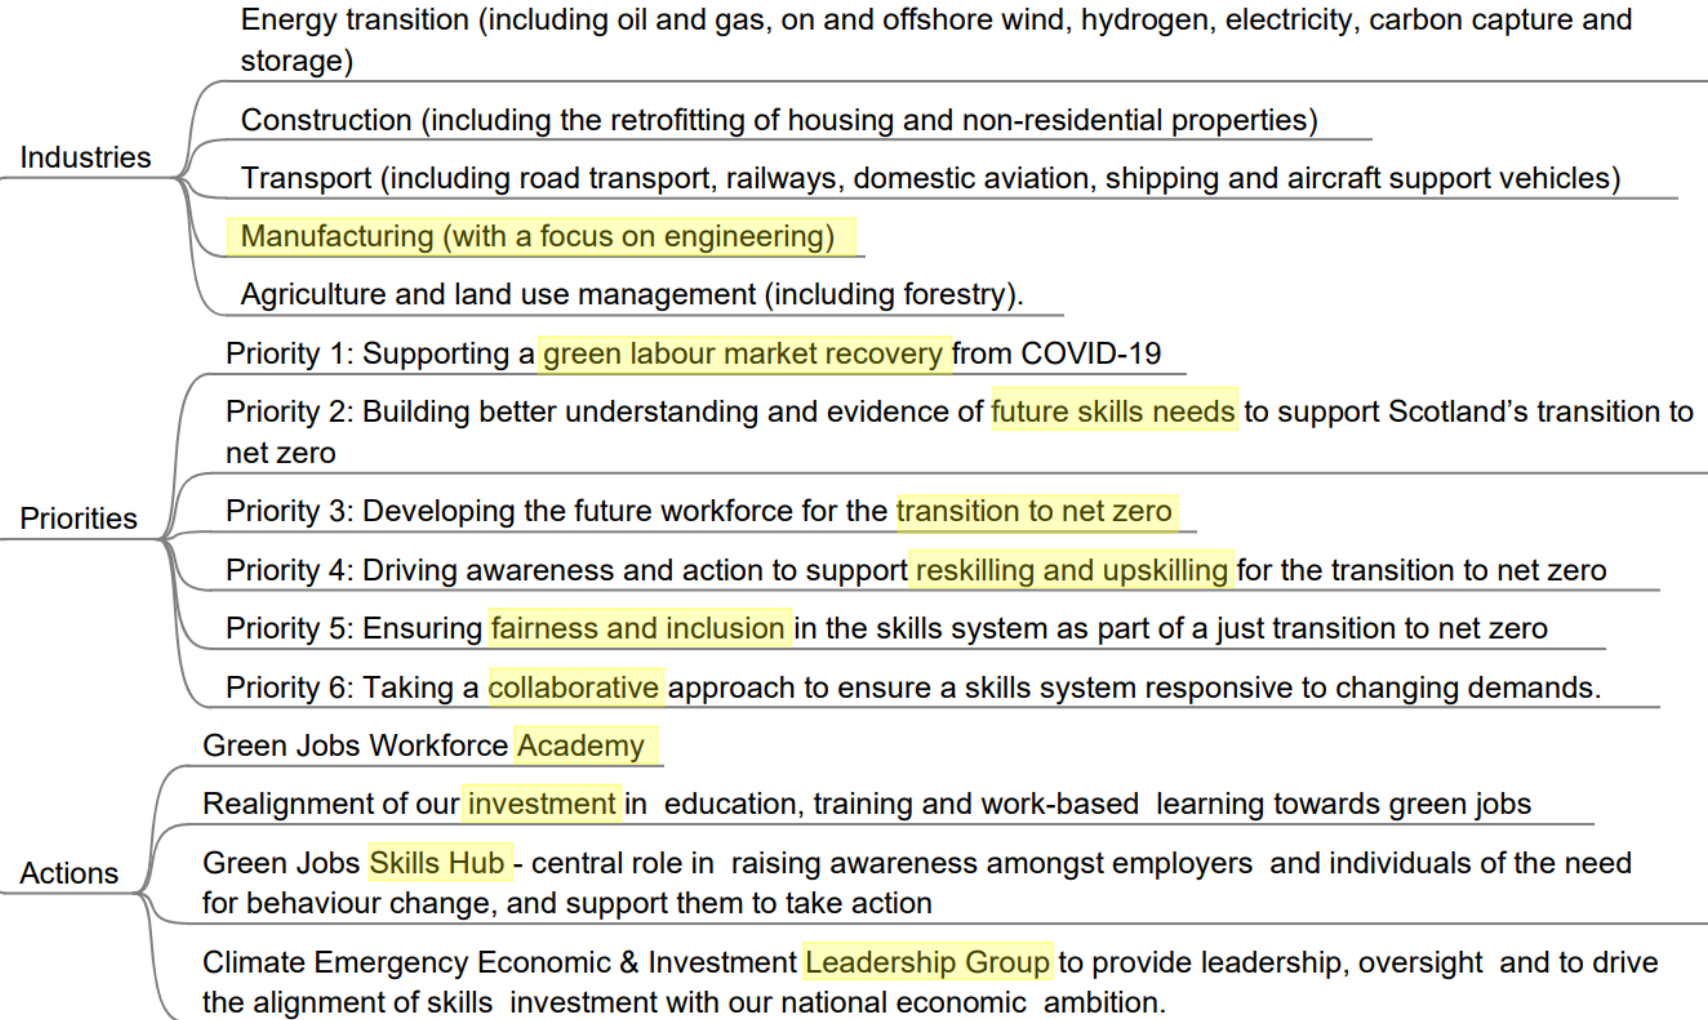 Energy transition (including oil and gas, on and offshore wind, hydrogen, electricity, carbon capture and
storage)
Construction (including the retrofitting of housing and non-residential properties)
Industries
Transport (including road transport, railways, domestic aviation, shipping and aircraft support vehicles)
Manufacturing (with a focus on engineering)
Agriculture and land use management (including forestry).
Priority 1: Supporting a green labour market recovery from COVID-19
Priority 2: Building better understanding and evidence of future skills needs to support Scotland’s transition to
net zero
Priority 3: Developing the future workforce for the transition to net zero
Priorities
Priority 4: Driving awareness and action to support reskilling and upskilling for the transition to net zero
Priority 5: Ensuring fairness and inclusion in the skills system as part of a just transition to net zero
Priority 6: Taking a collaborative approach to ensure a skills system responsive to changing demands.
Green Jobs Workforce Academy
Realignment of our investment in education, training and work-based learning towards green jobs
Actions
Green Jobs Skills Hub - central role in raising awareness amongst employers and individuals of the need
for behaviour change, and support them to take action
Climate Emergency Economic & Investment Leadership Group to provide leadership, oversight and to drive
the alignment of skills investment with our national economic ambition.